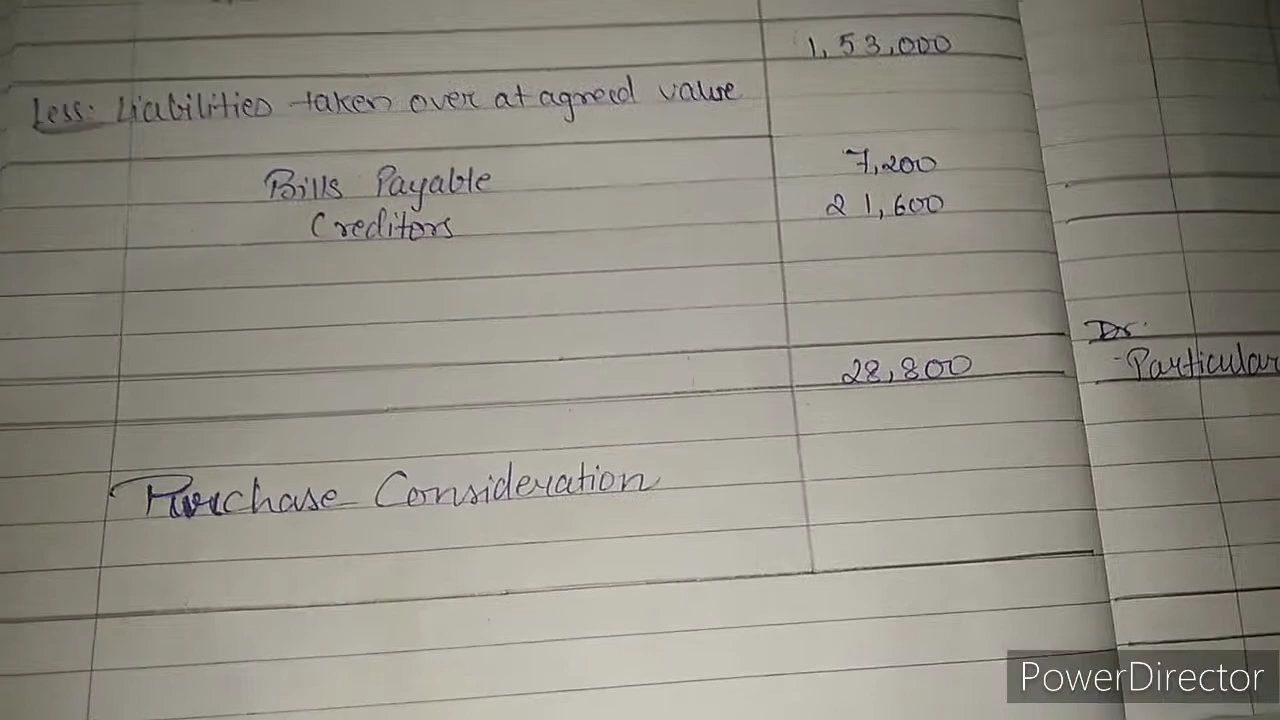 1,53,000
Less: Liabilities taken over at agreed value
Bills Payable 7,200
Creditors 21,600
28,800
Purchase Consideration
Dr.
Particular
PowerDirector